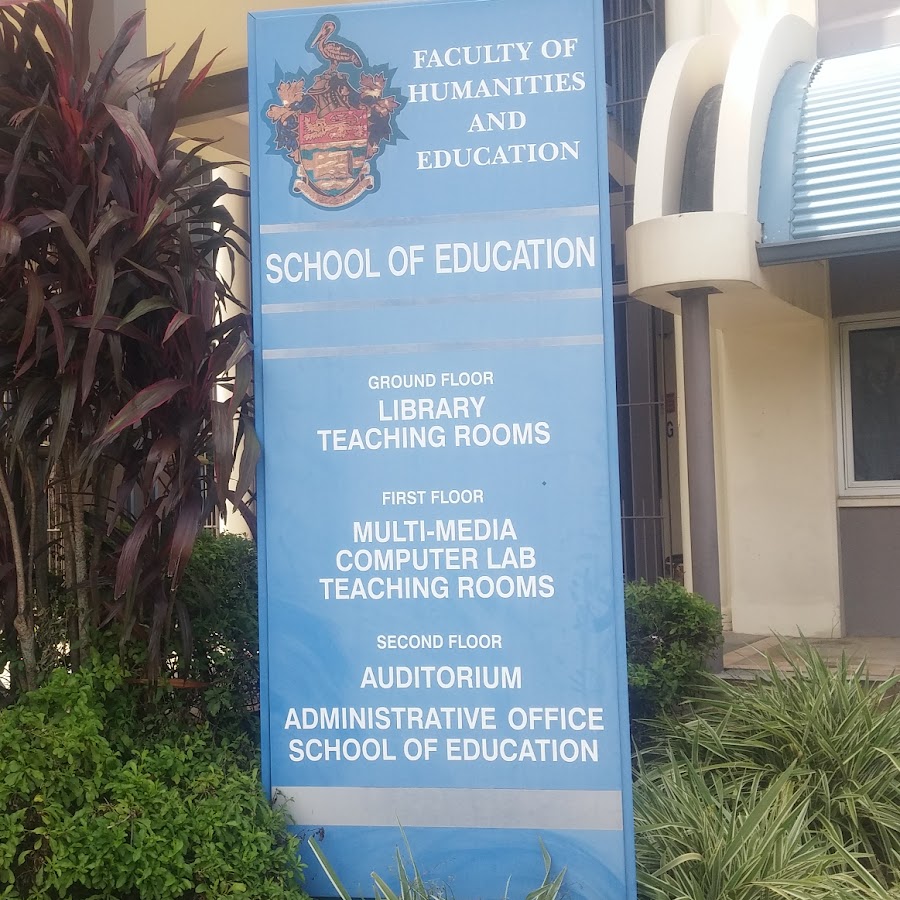 FACULTY OF
HUMANITIES
AND
EDUCATION
SCHOOL OF EDUCATION
GROUND FLOOR
LIBRARY
TEACHING ROOMS
FIRST FLOOR
MULTI-MEDIA
COMPUTER LAB
TEACHING ROOMS
SECOND FLOOR
AUDITORIUM
ADMINISTRATIVE OFFICE
SCHOOL OF EDUCATION